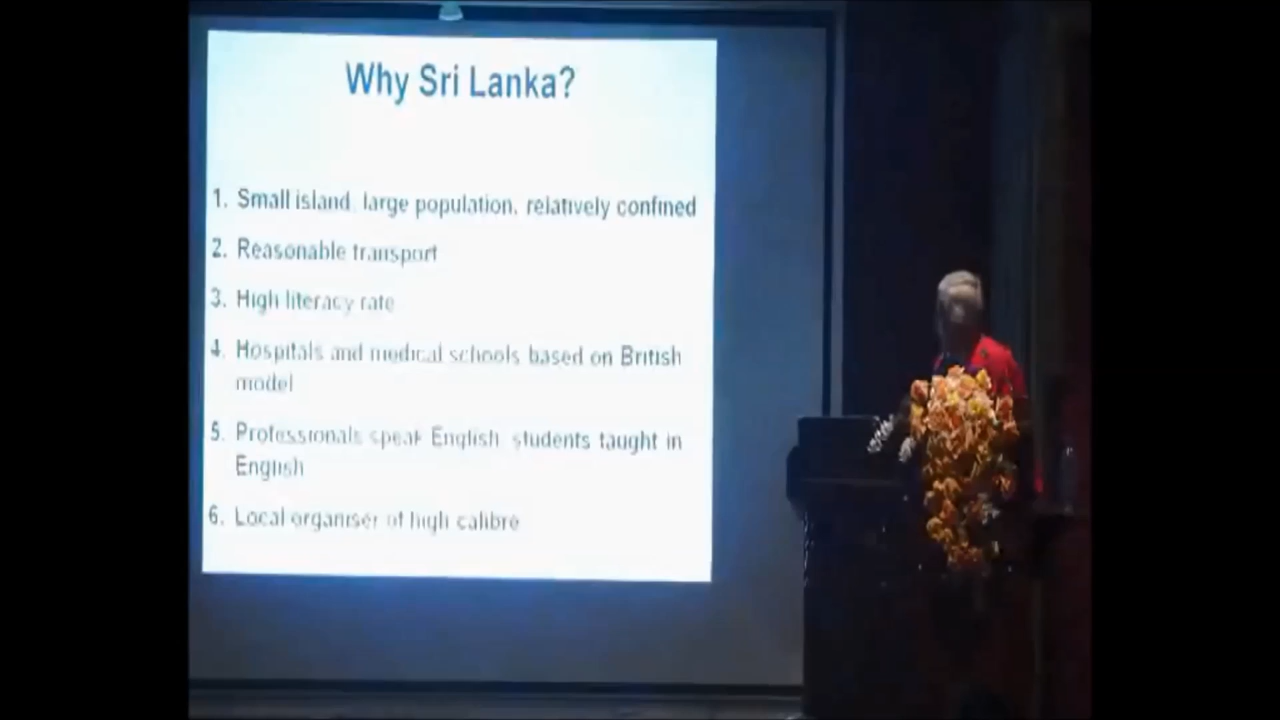 Why Sri Lanka?
1. Small island, large population, relatively confined
2. Reasonable transport
3. High literacy rate
4. Hospitals and medical schools based on British
model
5. Professionals speak English students taught in
English
6. Local organiser of high calibre